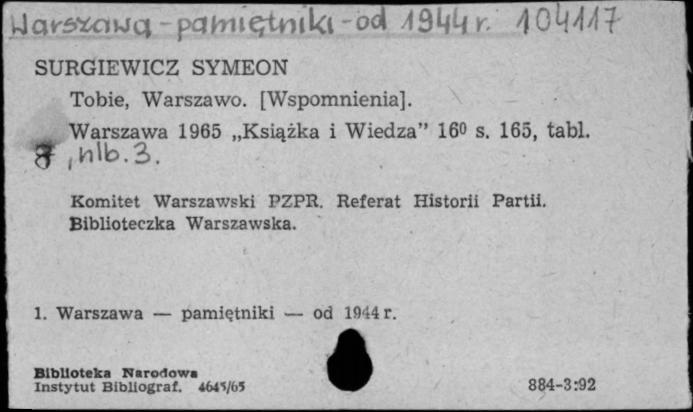 Warszawa - pamiętniki - od 1944 r. 104117
SURGIEWICZ SYMEON
Tobie, Warszawo. [Wspomnienia].
Warszawa 1965 „Książka i Wiedza” 16⁰ s. 165, tabl.
8, nlb. 3.
Komitet Warszawski PZPR. Referat Historii Partii.
Biblioteczka Warszawska.
1. Warszawa — pamiętniki — od 1944 r.
Biblioteka Narodowa
Instytut Bibliograf. 4645/65
884-3:92